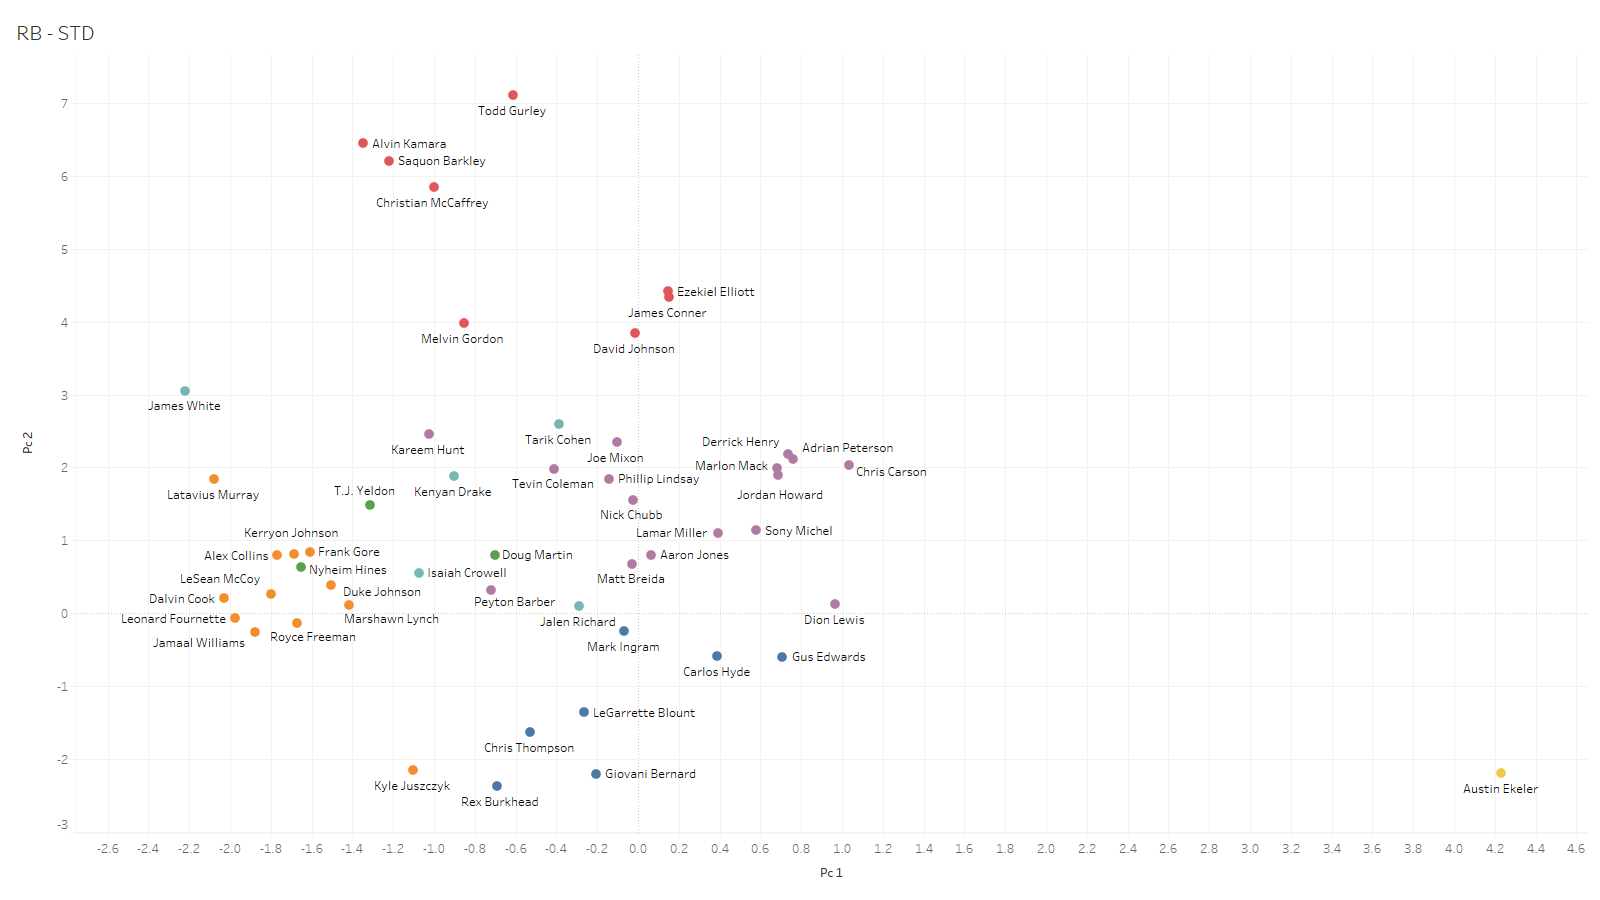 RB - STD
7
Todd Gurley
Alvin Kamara
Saquon Barkley
6
Christian McCaffrey
5
Ezekiel Elliott
James Conner
4
Melvin Gordon
David Johnson
3
James White
Pc 2
Kareem Hunt
Tarik Cohen
Joe Mixon
Derrick Henry
Adrian Peterson
2
Marlon Mack
Chris Carson
Latavius Murray
T.J. Yeldon
Kenyan Drake
Tevin Coleman
Phillip Lindsay
Jordan Howard
Nick Chubb
Kerryon Johnson
Lamar Miller
Sony Michel
1
Alex Collins
Frank Gore
Doug Martin
Aaron Jones
Nyheim Hines
Isaiah Crowell
LeSean McCoy
Matt Breida
Duke Johnson
Dalvin Cook
Peyton Barber
0
Leonard Fournette
Marshawn Lynch
Jalen Richard
Dion Lewis
Jamaal Williams
Royce Freeman
Mark Ingram
Gus Edwards
Carlos Hyde
-1
LeGarrette Blount
Chris Thompson
-2
Giovani Bernard
Kyle Juszczyk
Rex Burkhead
Austin Ekeler
-3
-2.6 -2.4 -2.2 -2.0 -1.8 -1.6 -1.4 -1.2 -1.0 -0.8 -0.6 -0.4 -0.2 0.0 0.2 0.4 0.6 0.8 1.0 1.2 1.4 1.6 1.8 2.0 2.2 2.4 2.6 2.8 3.0 3.2 3.4 3.6 3.8 4.0 4.2 4.4 4.6
Pc 1